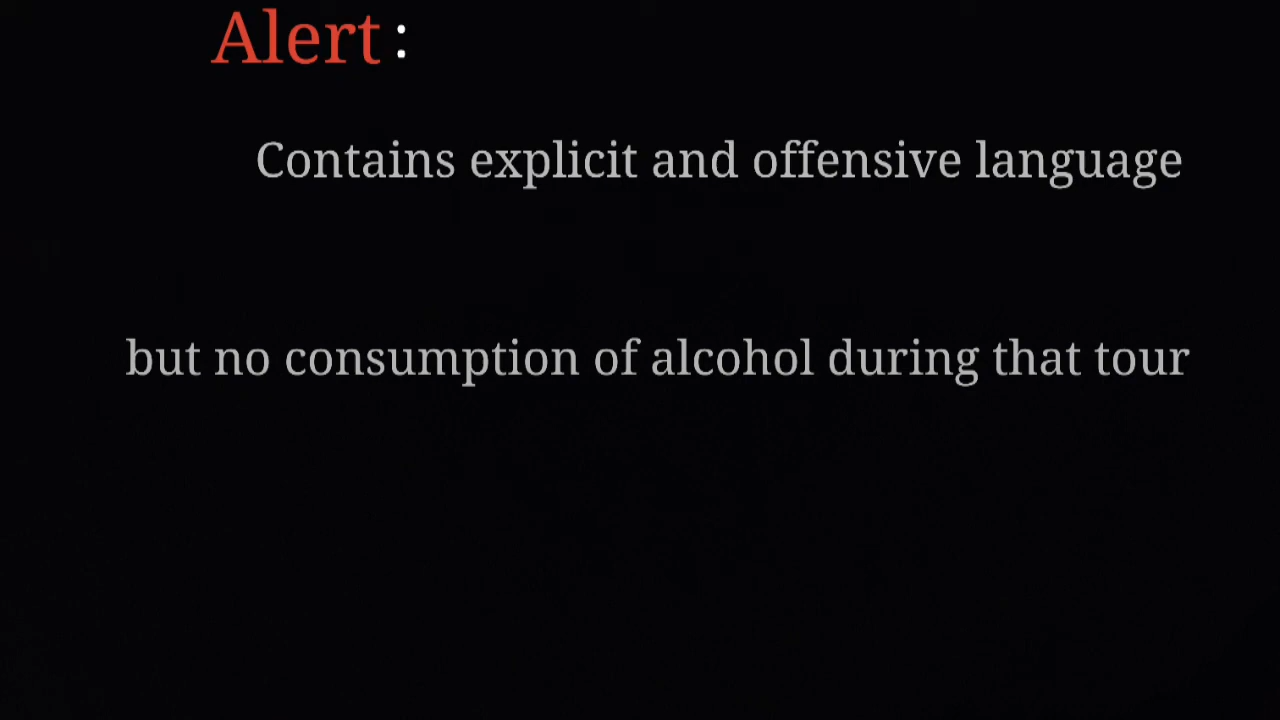 Alert :
Contains explicit and offensive language
but no consumption of alcohol during that tour